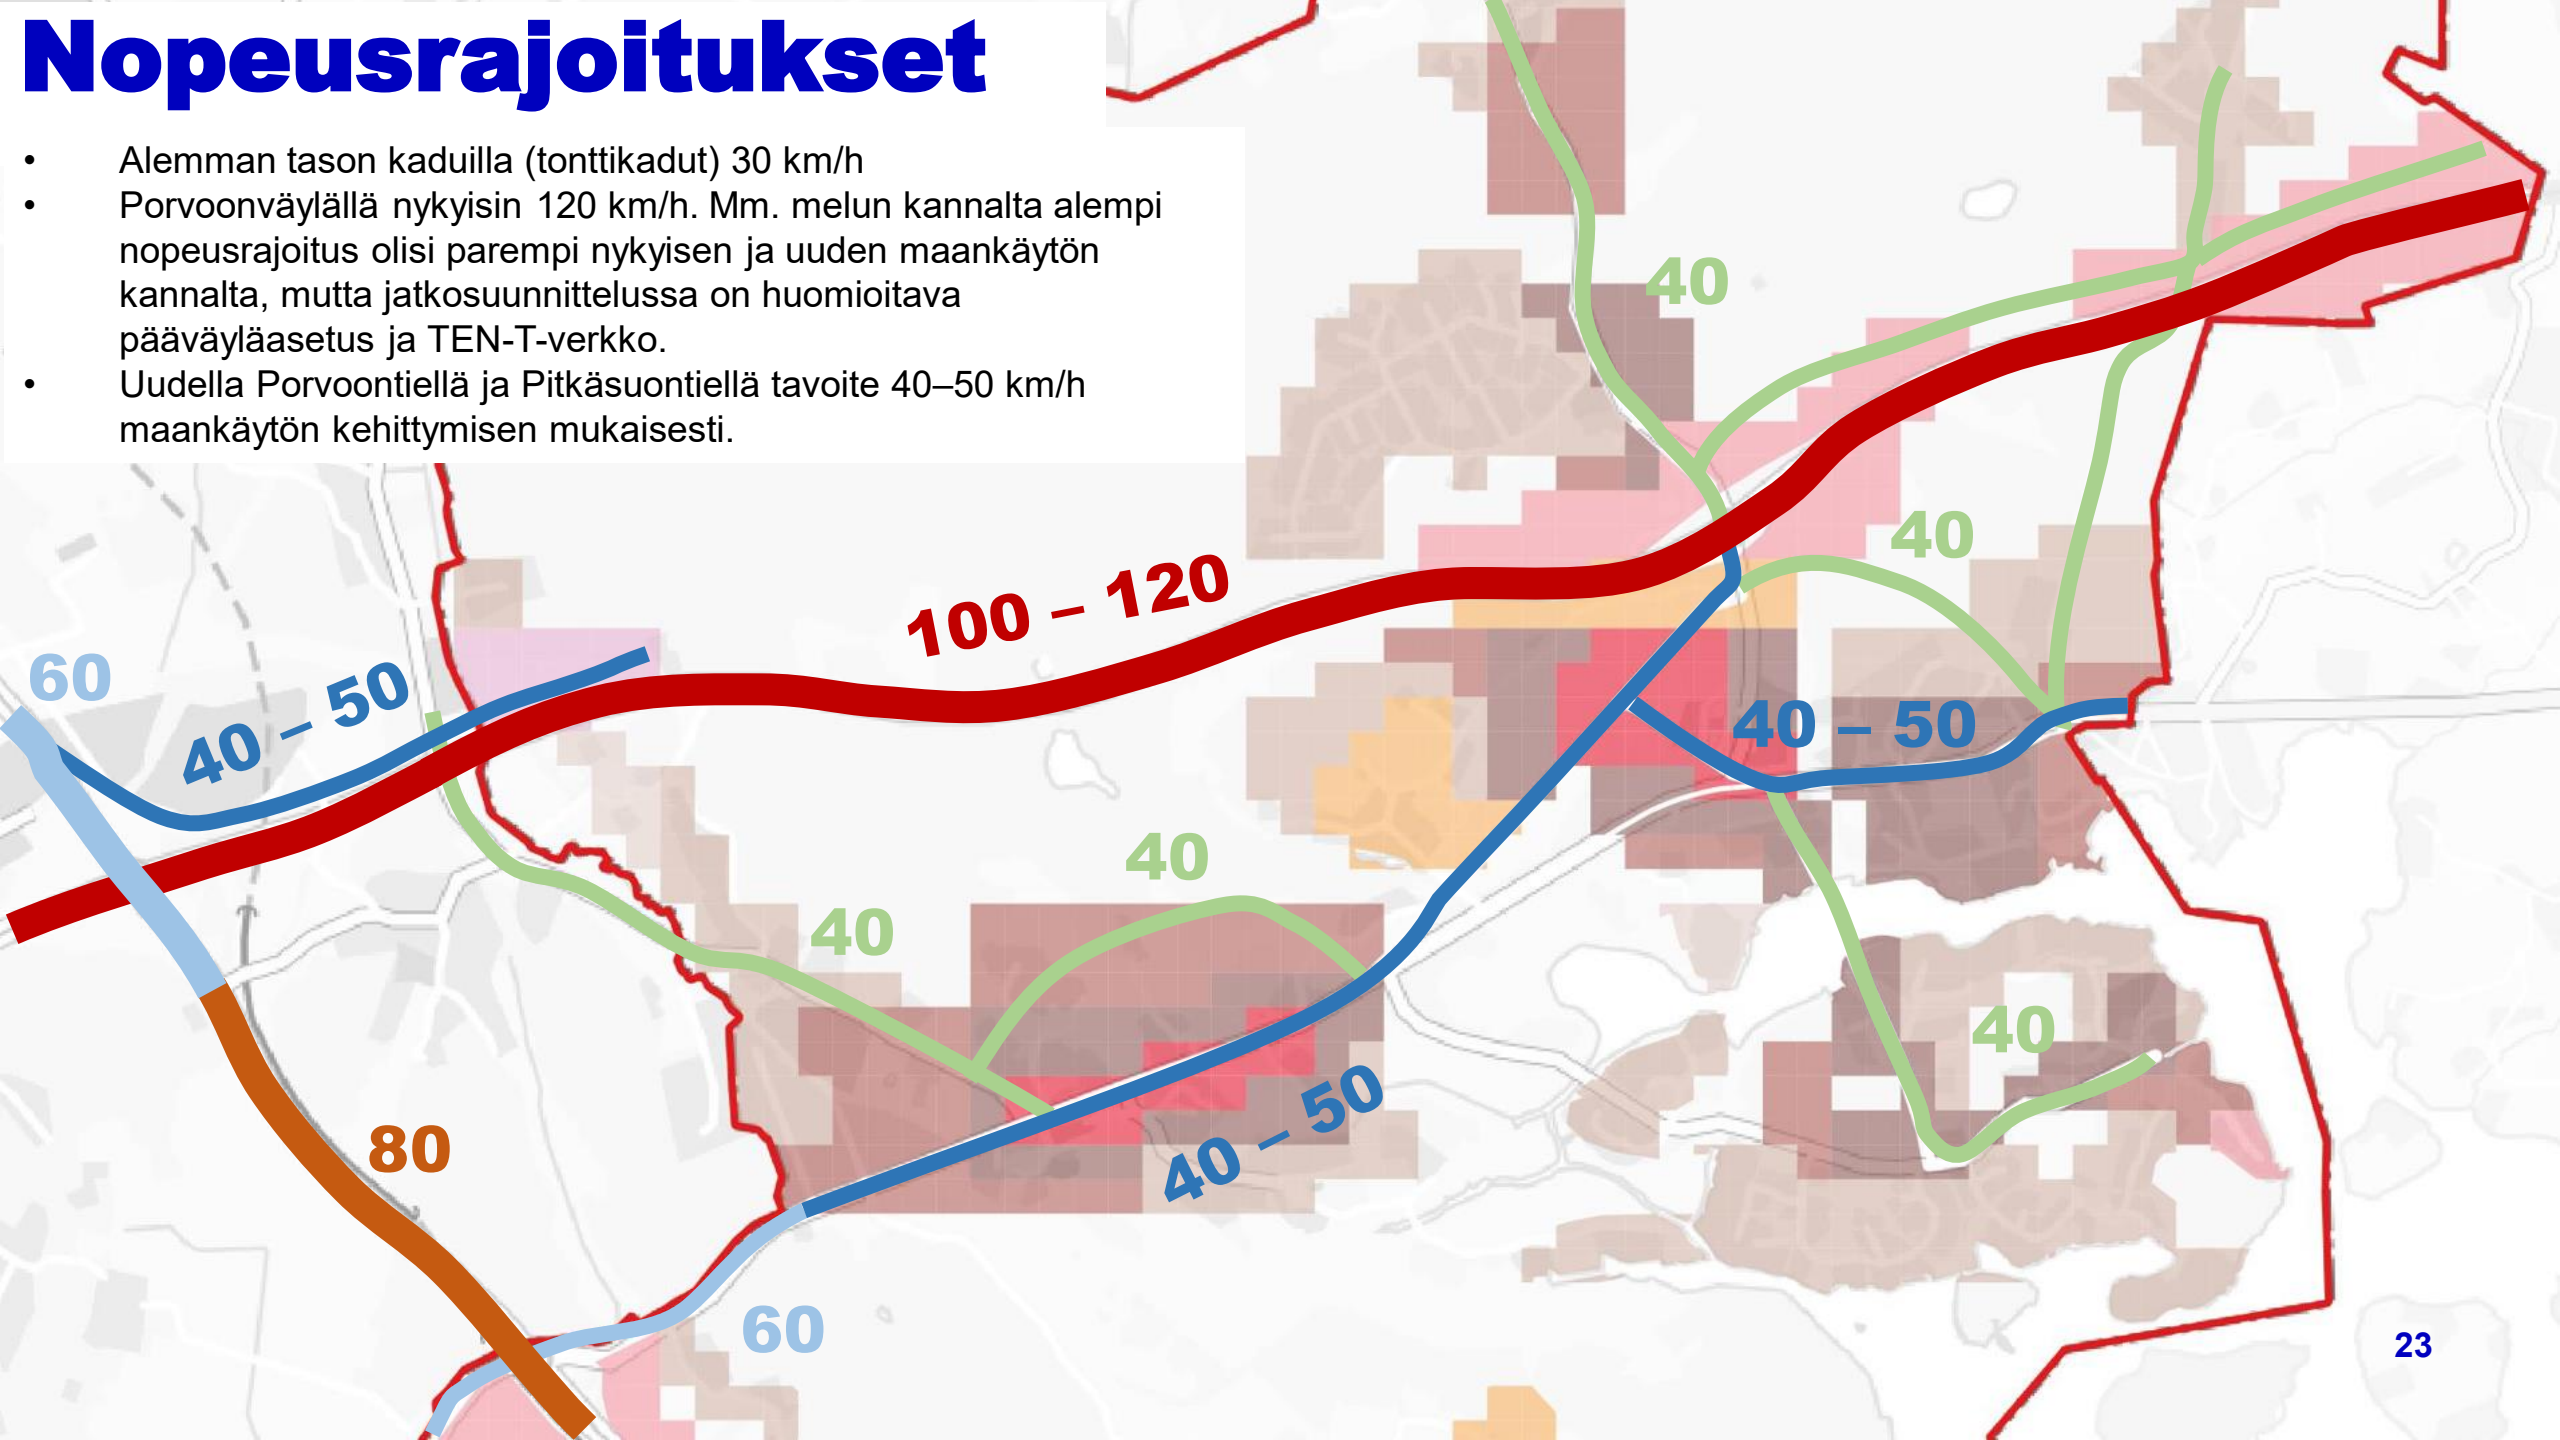 Nopeusrajoitukset
• Alemman tason kaduilla (tonttikadut) 30 km/h
• Porvoonväylällä nykyisin 120 km/h. Mm. melun kannalta alempi
nopeusrajoitus olisi parempi nykyisen ja uuden maankäytön
kannalta, mutta jatkosuunnittelussa on huomioitava
pääväyläasetus ja TEN-T-verkko.
• Uudella Porvoontiellä ja Pitkäsuontiellä tavoite 40–50 km/h
maankäytön kehittymisen mukaisesti.
40
40
100 – 120
60
40 – 50
40 – 50
40
40
40
40 – 50
80
60
23